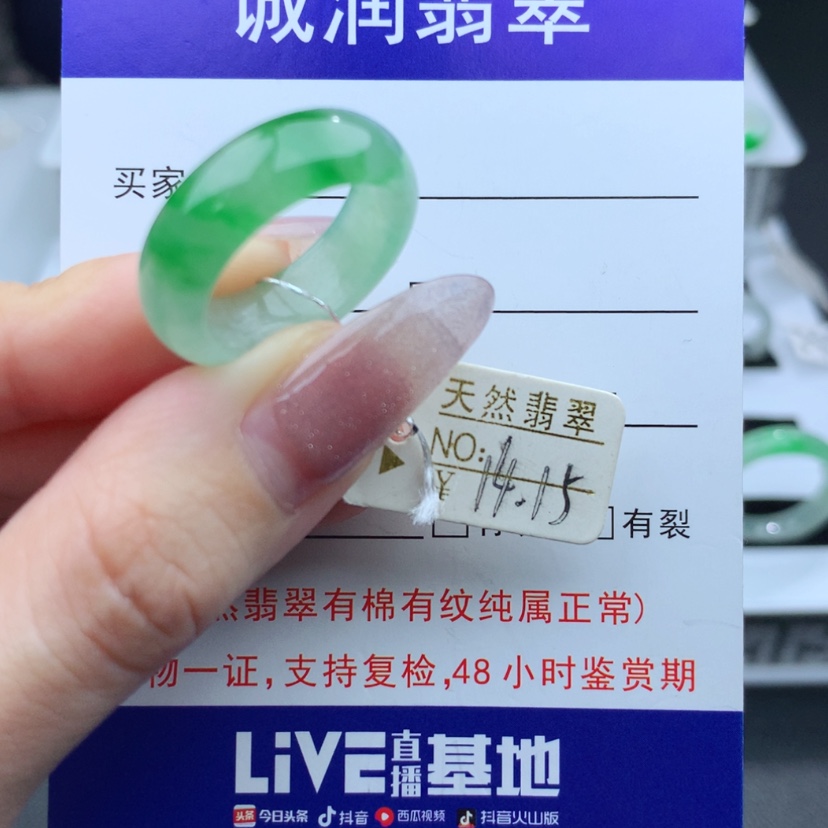 诚润翡翠
买家
天然翡翠
NO:
¥ 14.15
有裂
翡翠有棉有纹纯属正常)
物一证,支持复检,48小时鉴赏期
LiVE直播基地
头条 今日头条 抖音 西瓜视频 抖音火山版